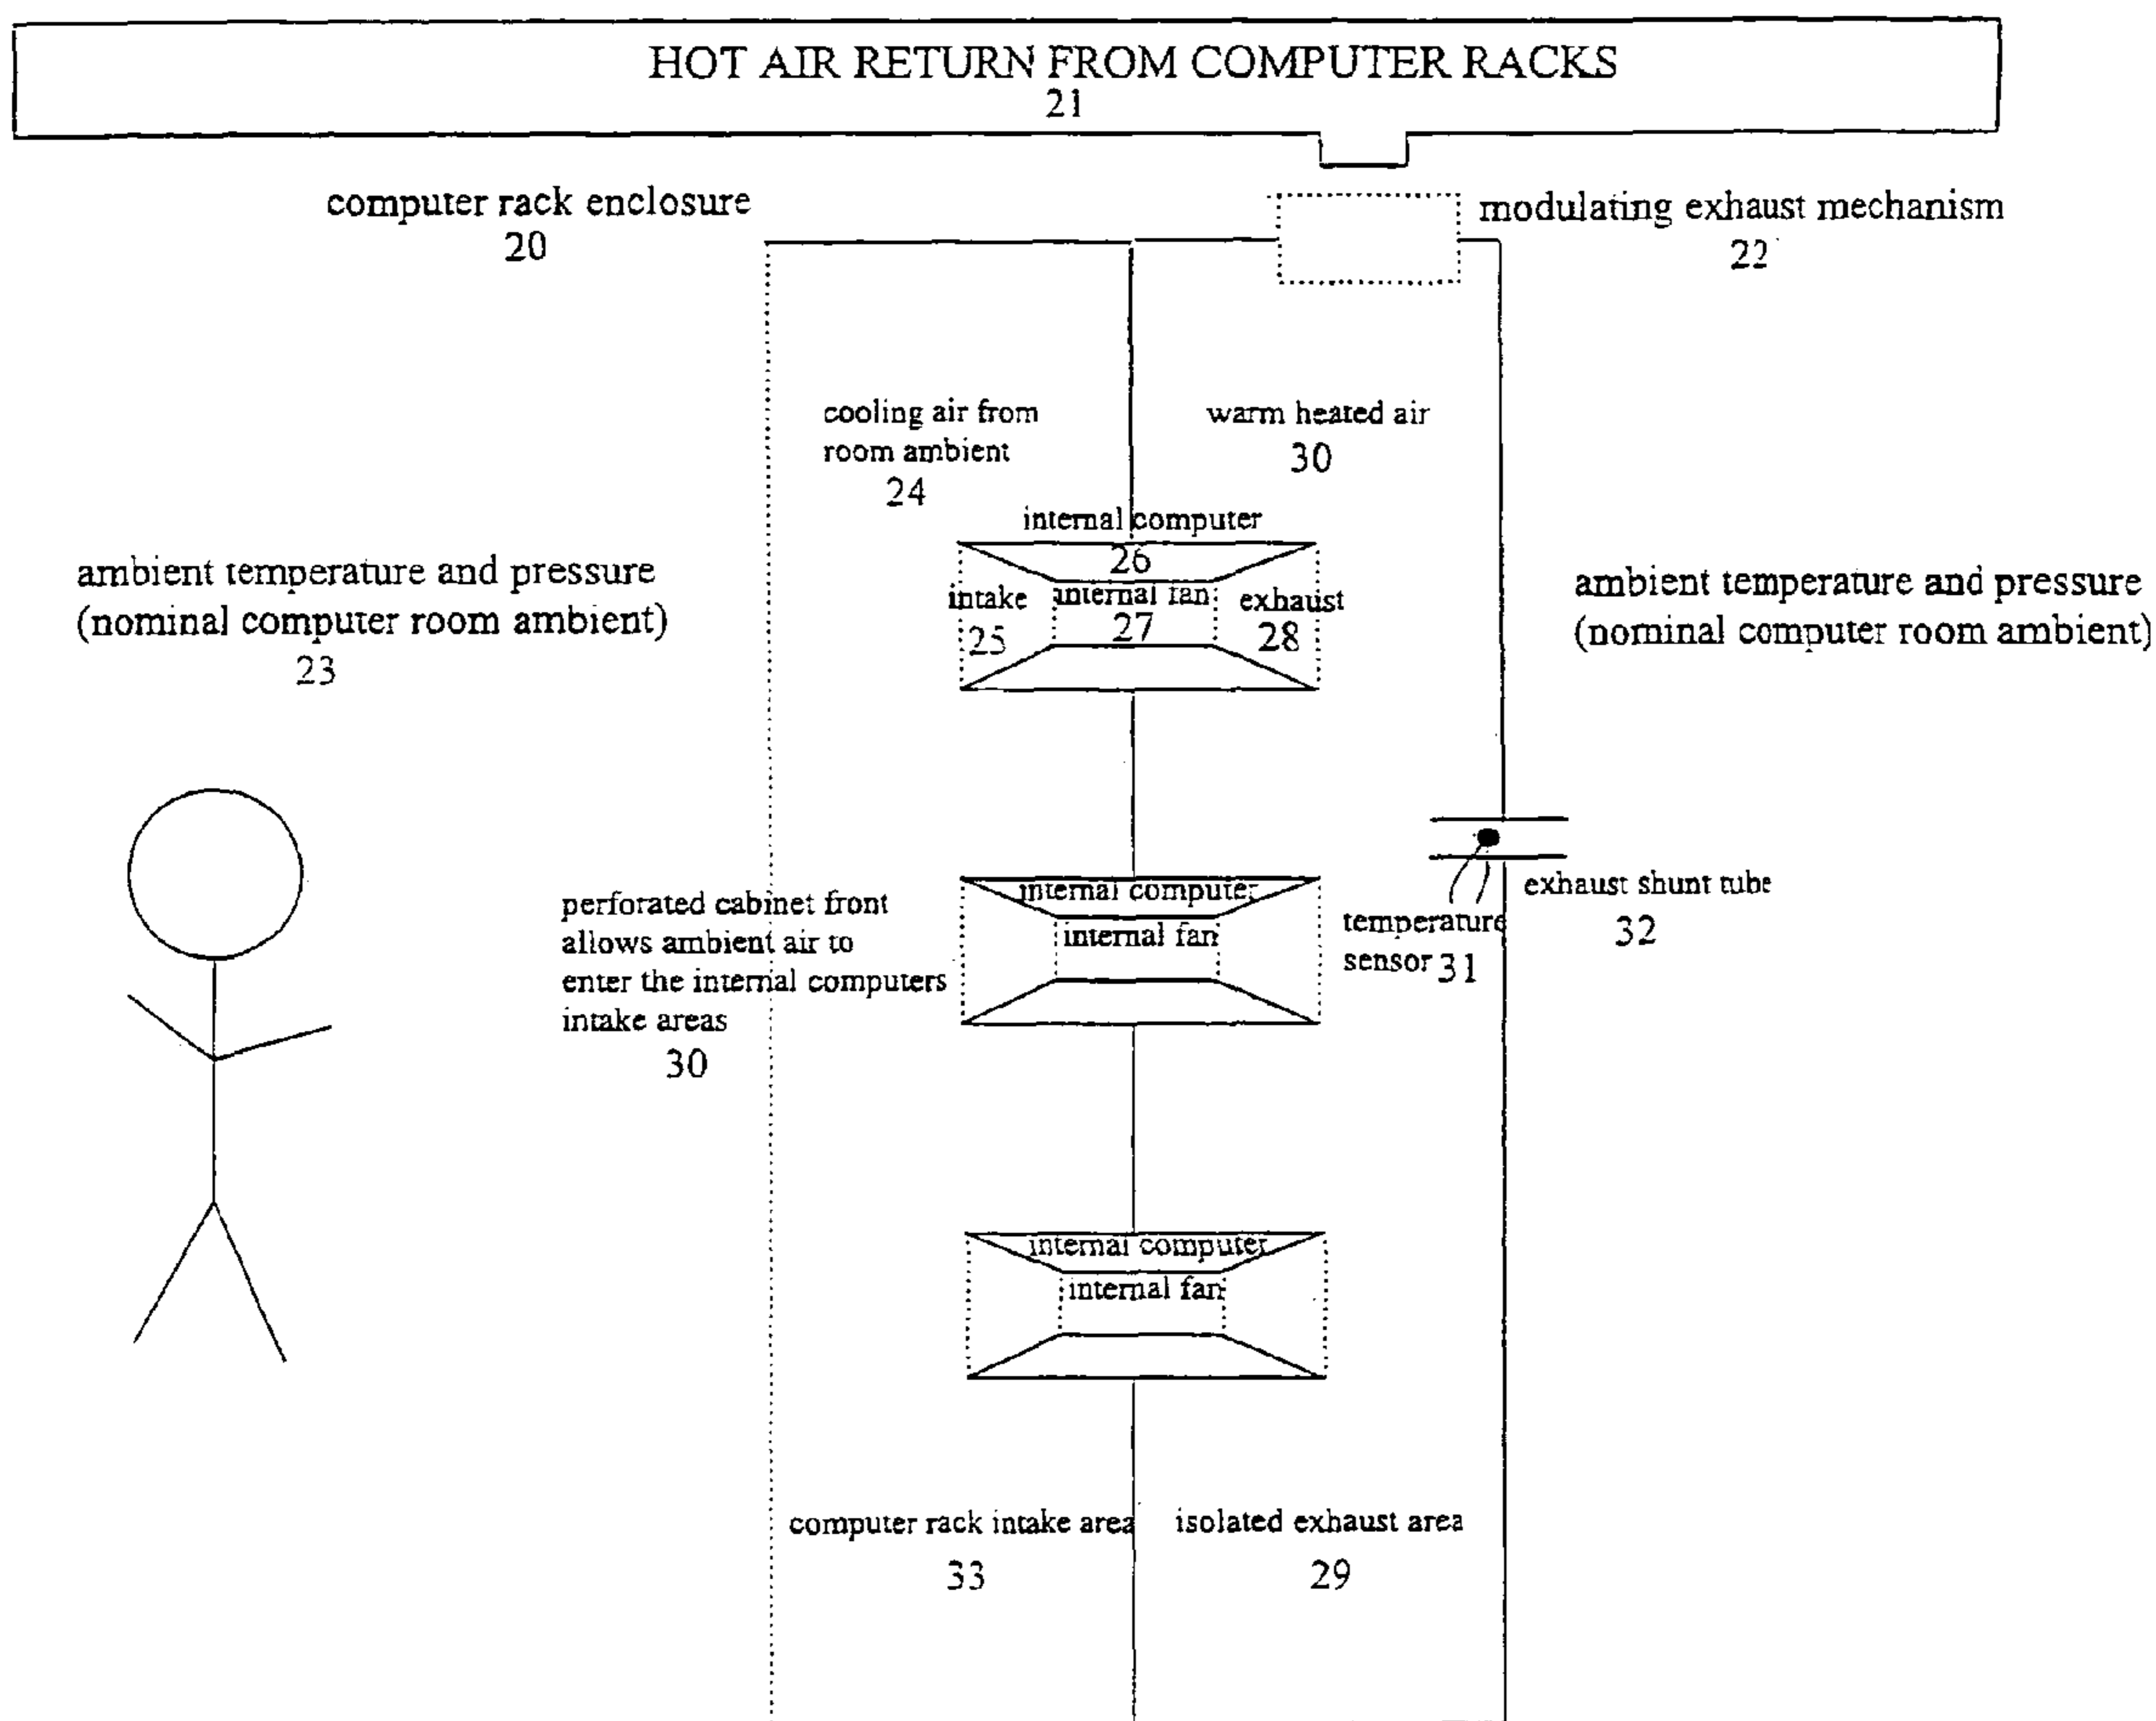 HOT AIR RETURN FROM COMPUTER RACKS
21
computer rack enclosure
20
modulating exhaust mechanism
22
cooling air from
room ambient
24
warm heated air
30
internal computer
26
intake
25
internal fan
27
exhaust
28
ambient temperature and pressure
(nominal computer room ambient)
23
ambient temperature and pressure
(nominal computer room ambient)
perforated cabinet front
allows ambient air to
enter the internal computers
intake areas
30
internal computer
internal fan
temperature
sensor 31
exhaust shunt tube
32
internal computer
internal fan
computer rack intake area
33
isolated exhaust area
29